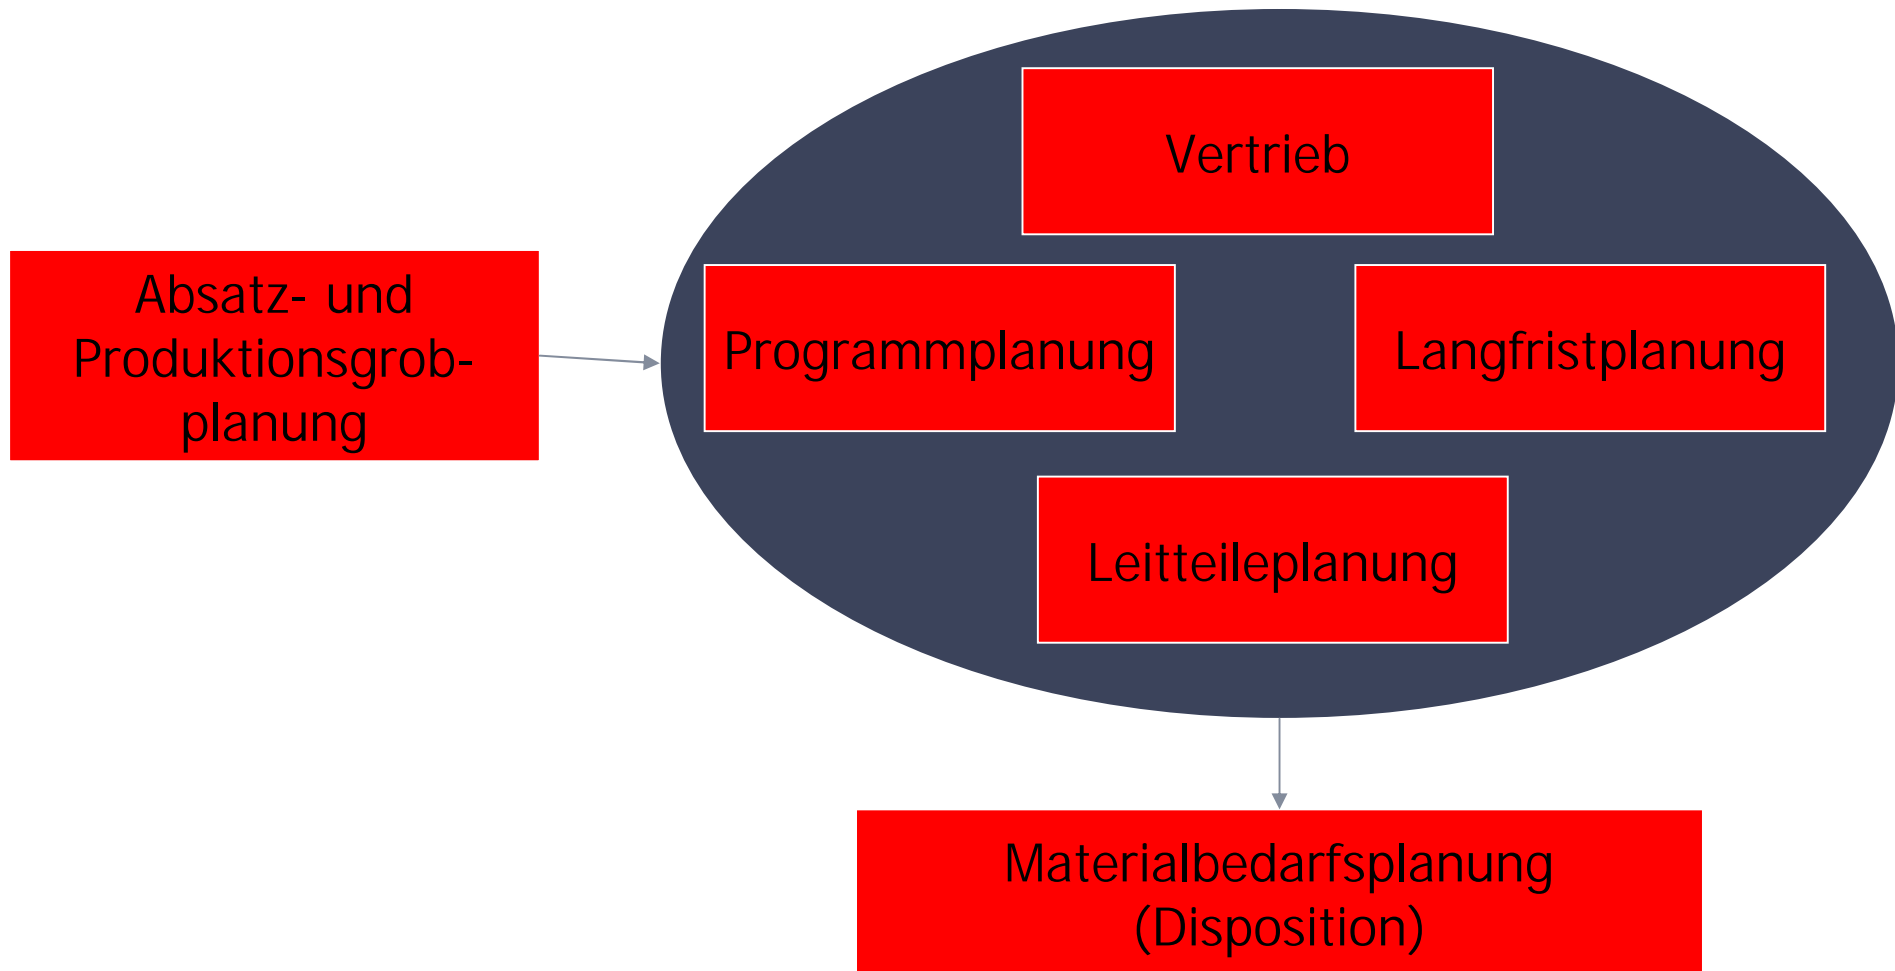 Vertrieb
Absatz- und
Produktionsgrob-
planung
Programmplanung
Langfristplanung
Leitteileplanung
Materialbedarfsplanung
(Disposition)